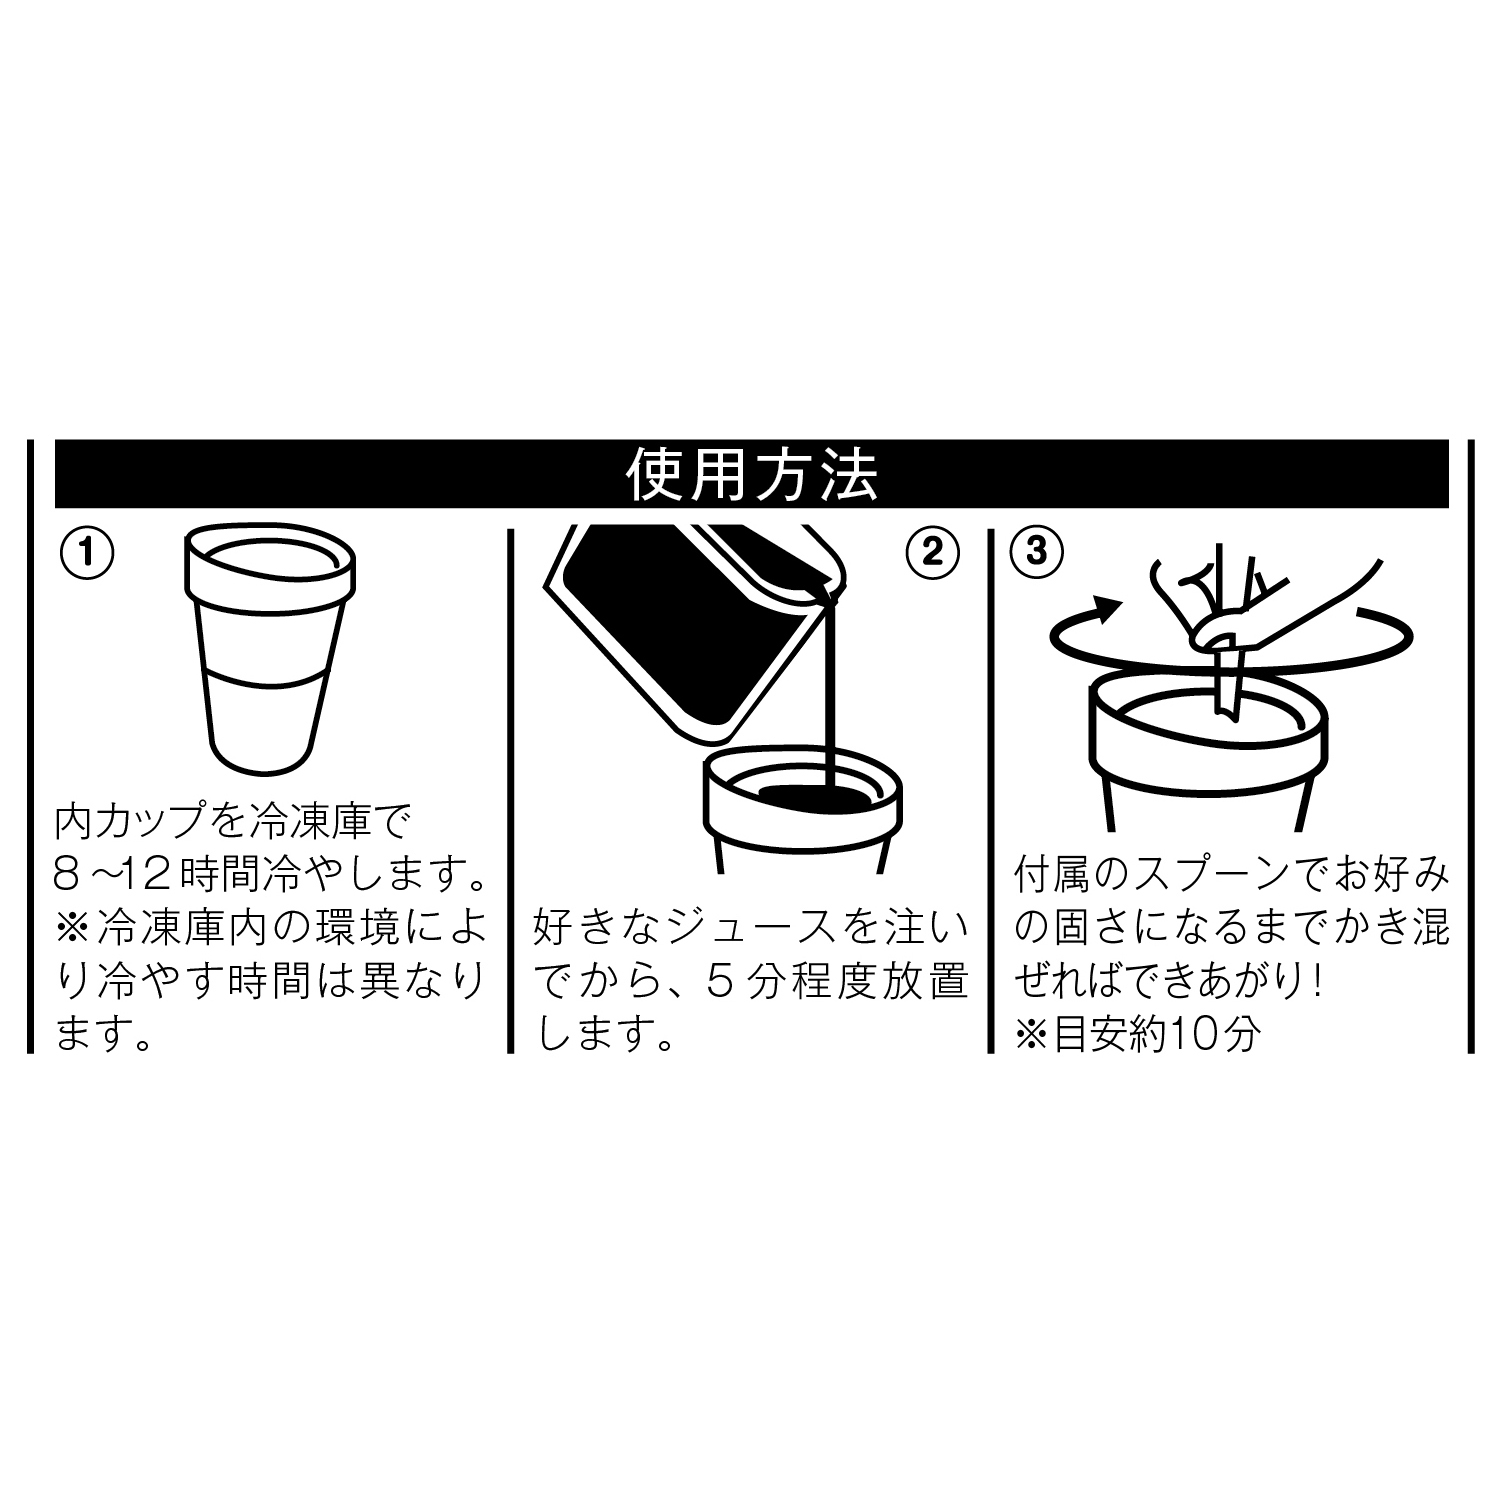 使用方法
①
内カップを冷凍庫で
8〜12時間冷やします。
※冷凍庫内の環境によ
り冷やす時間は異なり
ます。
②
好きなジュースを注い
でから、5分程度放置
します。
③
付属のスプーンでお好み
の固さになるまでかき混
ぜればできあがり!
※目安約10分